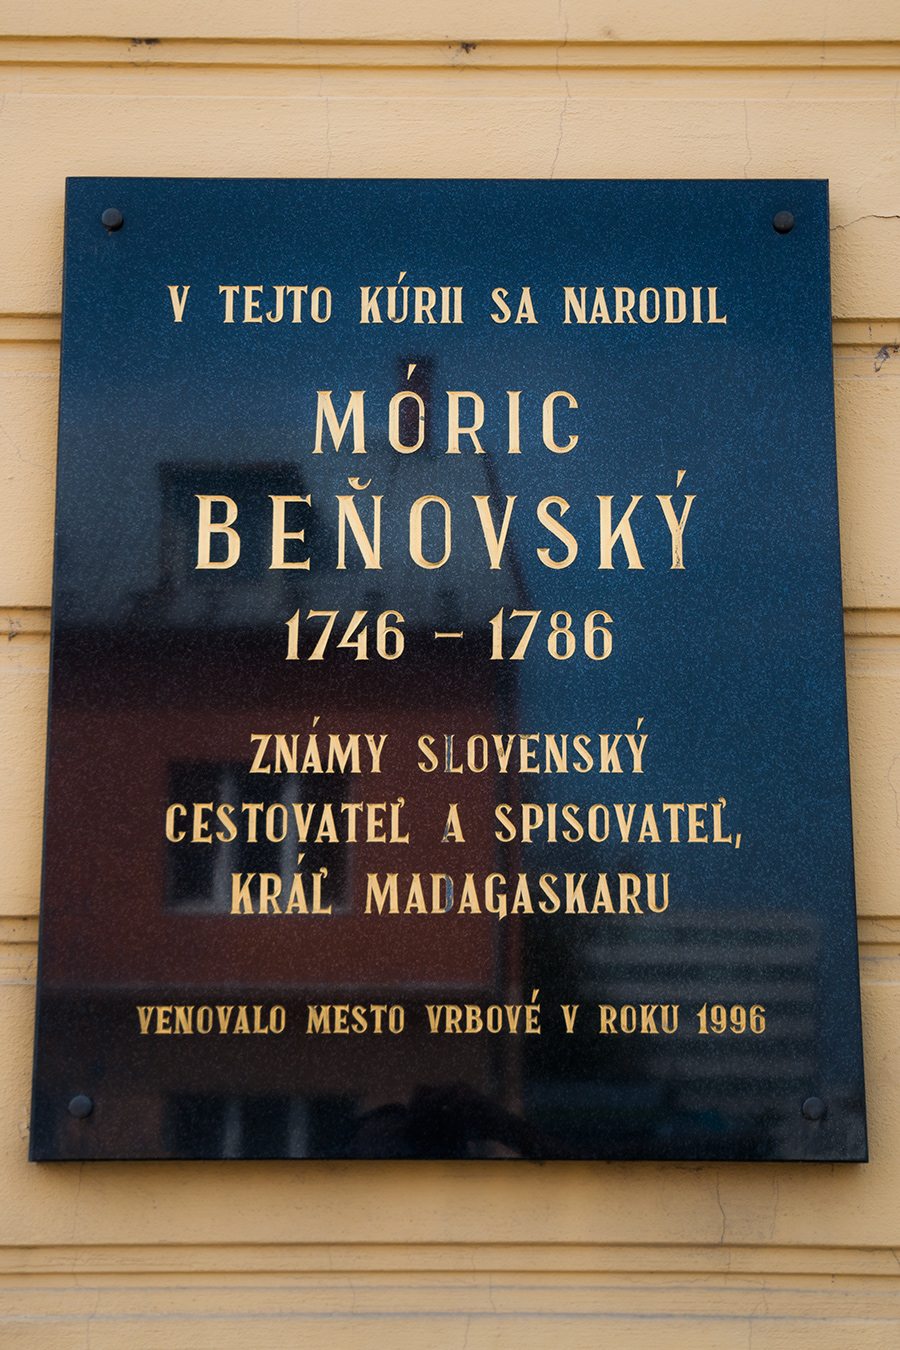 V TEJTO KÚRII SA NARODIL
MÓRIC
BEŇOVSKÝ
1746 – 1786
ZNÁMY SLOVENSKÝ
CESTOVATEĽ A SPISOVATEĽ,
KRÁĽ MADAGASKARU
VENOVALO MESTO VRBOVÉ V ROKU 1996